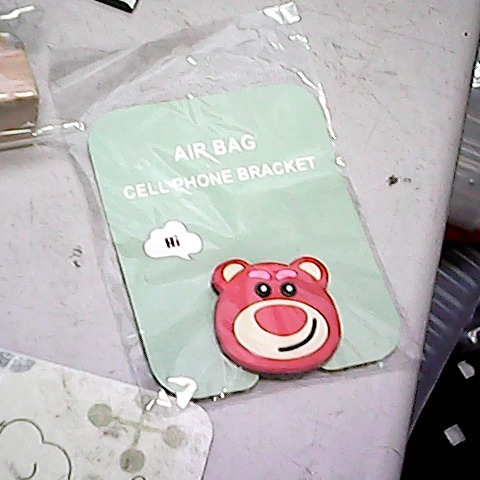 AIR BAG
CELL PHONE BRACKET
Hi